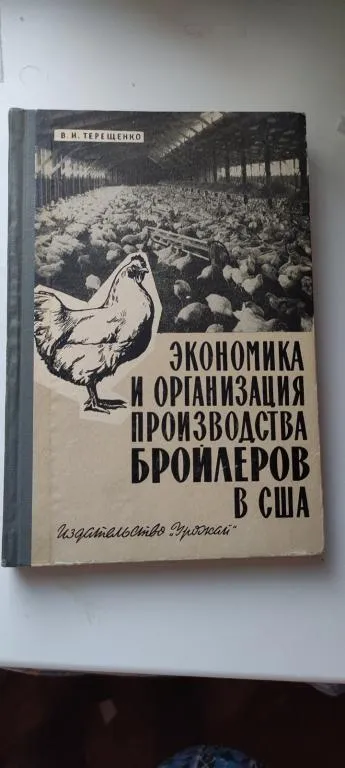 В. И. ТЕРЕЩЕНКО
ЭКОНОМИКА
И ОРГАНИЗАЦИЯ
ПРОИЗВОДСТВА
БРОЙЛЕРОВ
В США
Издательство „Урожай"